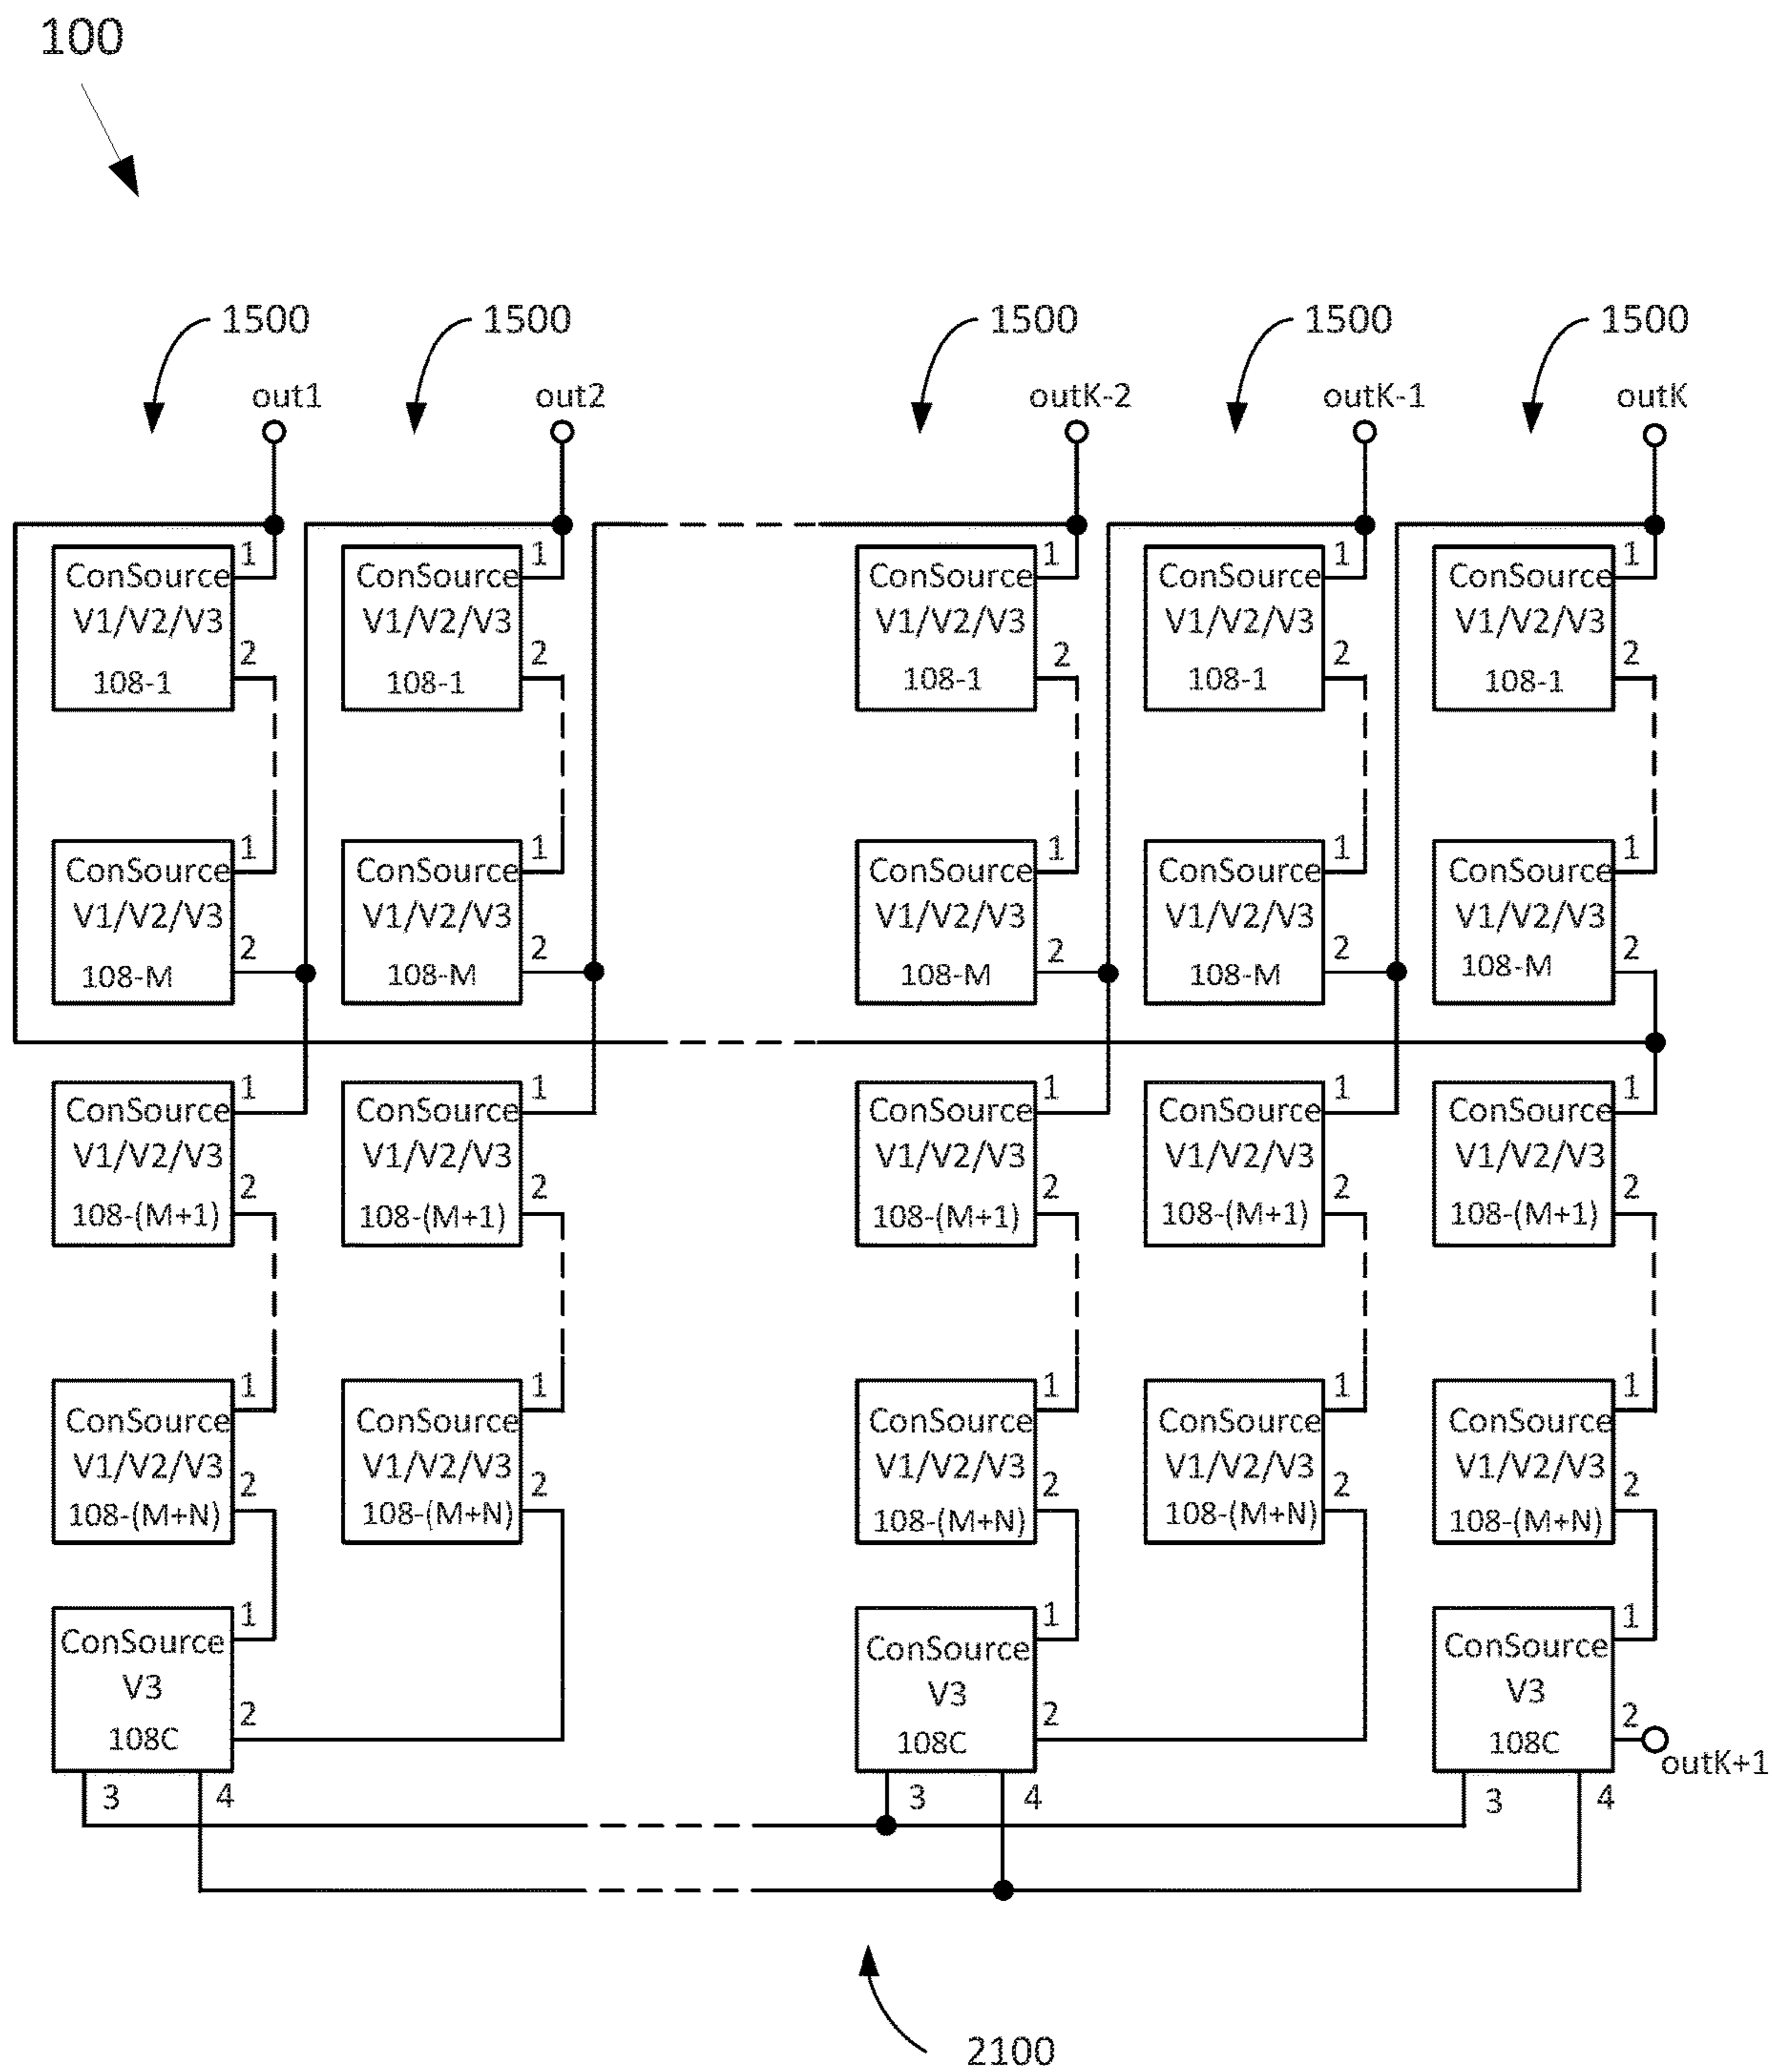 100
1500 1500 1500 1500 1500
out1 out2 outK-2 outK-1 outK
1 1 1 1 1
ConSource ConSource ConSource ConSource ConSource
V1/V2/V3 V1/V2/V3 V1/V2/V3 V1/V2/V3 V1/V2/V3
2 2 2 2 2
108-1 108-1 108-1 108-1 108-1
1 1 1 1 1
ConSource ConSource ConSource ConSource ConSource
V1/V2/V3 V1/V2/V3 V1/V2/V3 V1/V2/V3 V1/V2/V3
2 2 2 2 2
108-M 108-M 108-M 108-M 108-M
1 1 1 1 1
ConSource ConSource ConSource ConSource ConSource
V1/V2/V3 V1/V2/V3 V1/V2/V3 V1/V2/V3 V1/V2/V3
2 2 2 2 2
108-(M+1) 108-(M+1) 108-(M+1) 108-(M+1) 108-(M+1)
1 1 1 1 1
ConSource ConSource ConSource ConSource ConSource
V1/V2/V3 V1/V2/V3 V1/V2/V3 V1/V2/V3 V1/V2/V3
2 2 2 2 2
108-(M+N) 108-(M+N) 108-(M+N) 108-(M+N) 108-(M+N)
1 1 1
ConSource ConSource ConSource
V3 V3 V3
2 2 2
108C 108C 108C
outK+1
3 4 3 4 3 4
2100